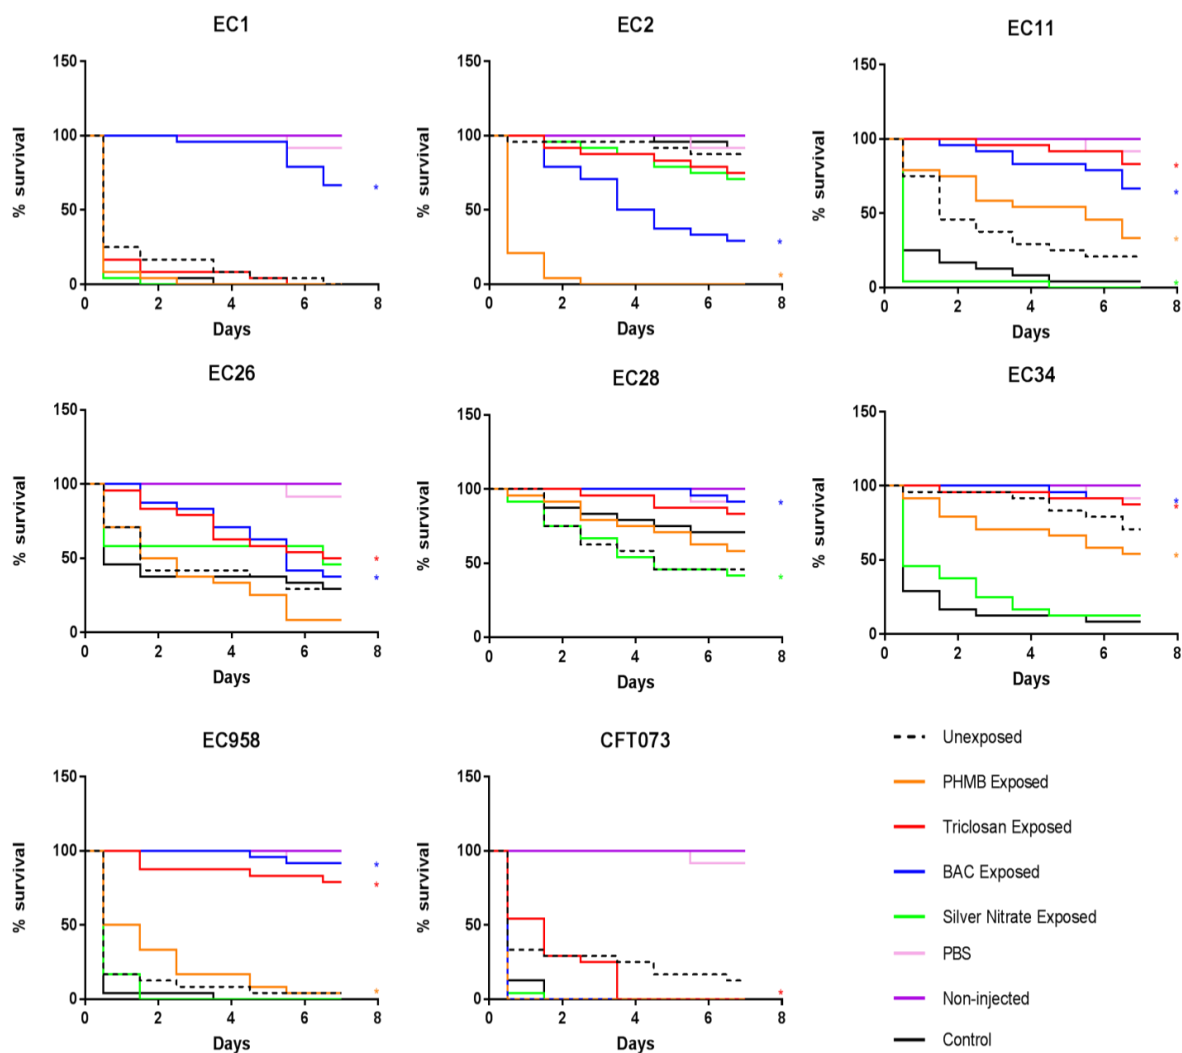 EC1
150
100
50
0
% survival
0 2 4 6 8
Days
*
EC2
150
100
50
0
% survival
0 2 4 6 8
Days
*
*
EC11
150
100
50
0
% survival
0 2 4 6 8
Days
*
*
*
*
EC26
150
100
50
0
% survival
0 2 4 6 8
Days
*
*
EC28
150
100
50
0
% survival
0 2 4 6 8
Days
*
*
EC34
150
100
50
0
% survival
0 2 4 6 8
Days
*
*
*
EC958
150
100
50
0
% survival
0 2 4 6 8
Days
*
*
*
CFT073
150
100
50
0
% survival
0 2 4 6 8
Days
*
Unexposed
PHMB Exposed
Triclosan Exposed
BAC Exposed
Silver Nitrate Exposed
PBS
Non-injected
Control